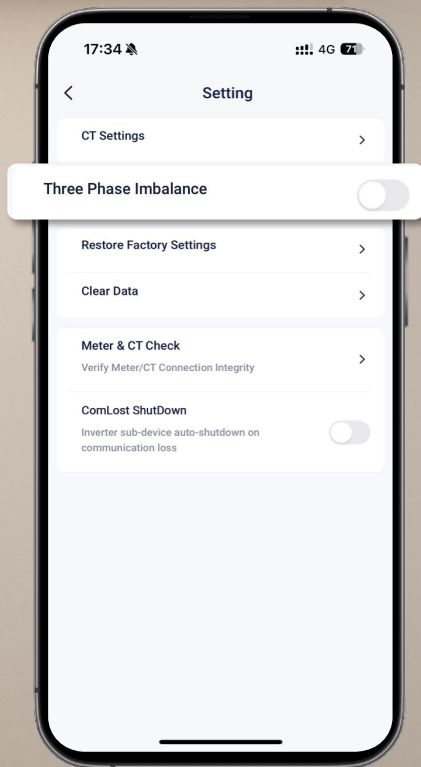 17:34
4G 71
Setting
CT Settings
Three Phase Imbalance
Restore Factory Settings
Clear Data
Meter & CT Check
Verify Meter/CT Connection Integrity
ComLost ShutDown
Inverter sub-device auto-shutdown on
communication loss